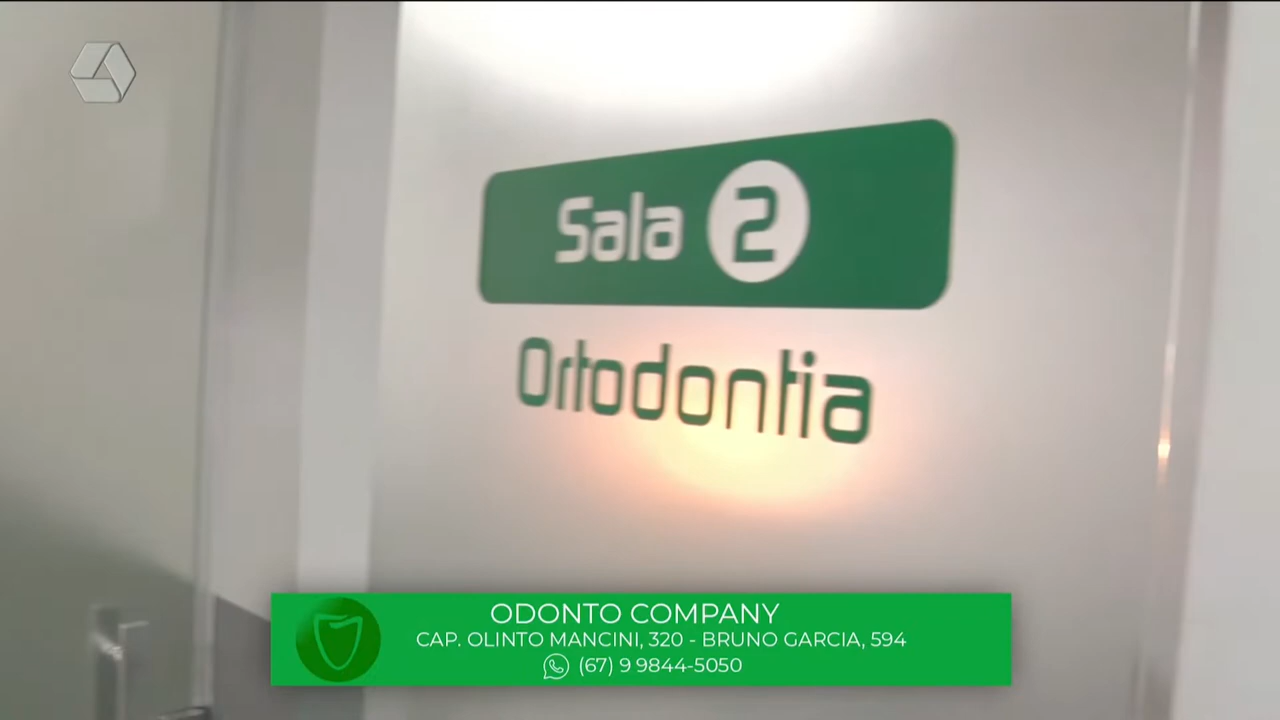 Sala 2
Ortodontia
ODONTO COMPANY
CAP. OLINTO MANCINI, 320 - BRUNO GARCIA, 594
(67) 9 9844-5050